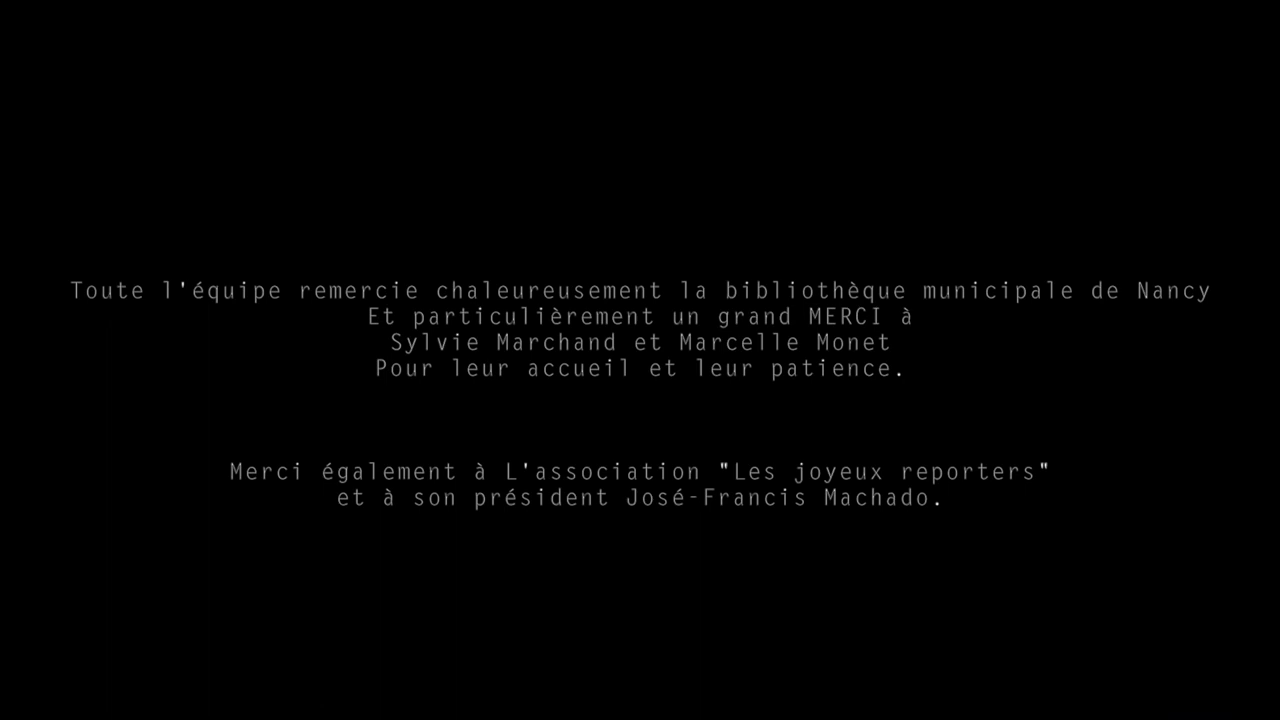 Toute l'équipe remercie chaleureusement la bibliothèque municipale de Nancy
Et particulièrement un grand MERCI à
Sylvie Marchand et Marcelle Monet
Pour leur accueil et leur patience.
Merci également à L'association "Les joyeux reporters"
et à son président José-Francis Machado.